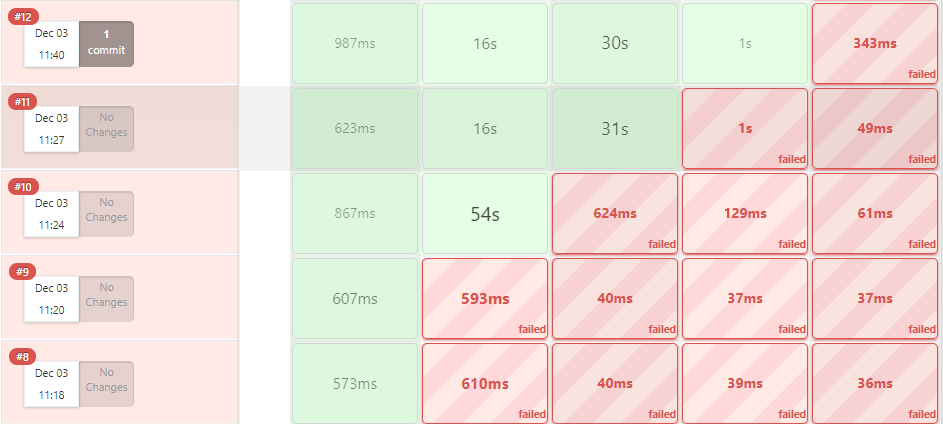 #12
Dec 03
11:40
1
commit
987ms
16s
30s
1s
343ms
failed
#11
Dec 03
11:27
No
Changes
623ms
16s
31s
1s
failed
49ms
failed
#10
Dec 03
11:24
No
Changes
867ms
54s
624ms
failed
129ms
failed
61ms
failed
#9
Dec 03
11:20
No
Changes
607ms
593ms
failed
40ms
failed
37ms
failed
37ms
failed
#8
Dec 03
11:18
No
Changes
573ms
610ms
failed
40ms
failed
39ms
failed
36ms
failed